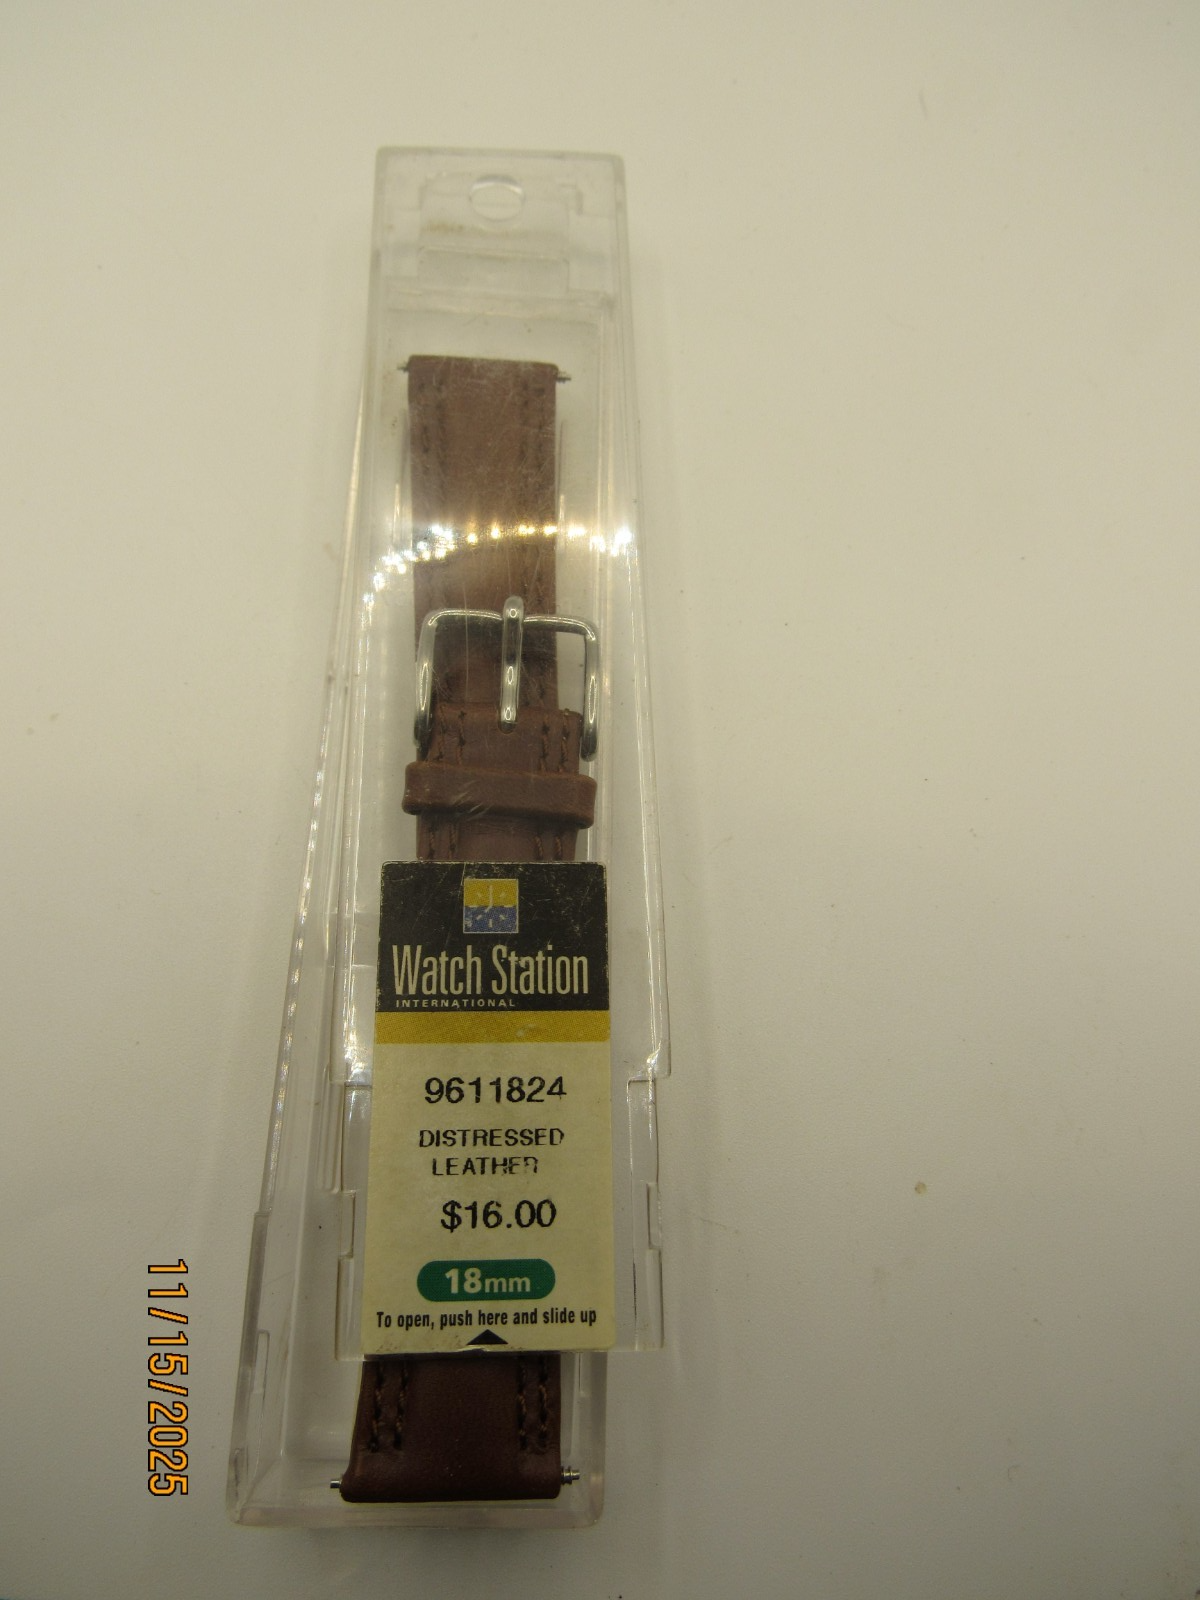 Watch Station
INTERNATIONAL
9611824
DISTRESSED
LEATHER
$16.00
18mm
To open, push here and slide up
11/15/2025